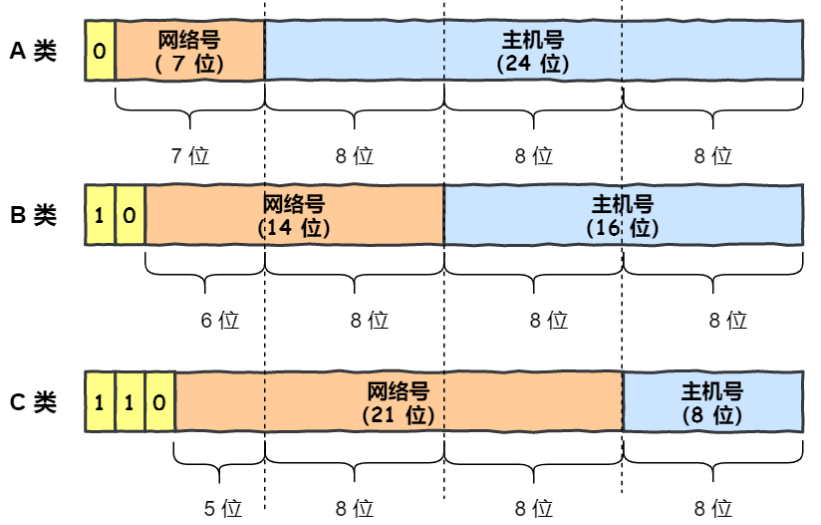 A 类
0
网络号
( 7 位)
主机号
(24 位)
7 位
8 位
8 位
8 位
B 类
1 0
网络号
(14 位)
主机号
(16 位)
6 位
8 位
8 位
8 位
C 类
1 1 0
网络号
(21 位)
主机号
(8 位)
5 位
8 位
8 位
8 位